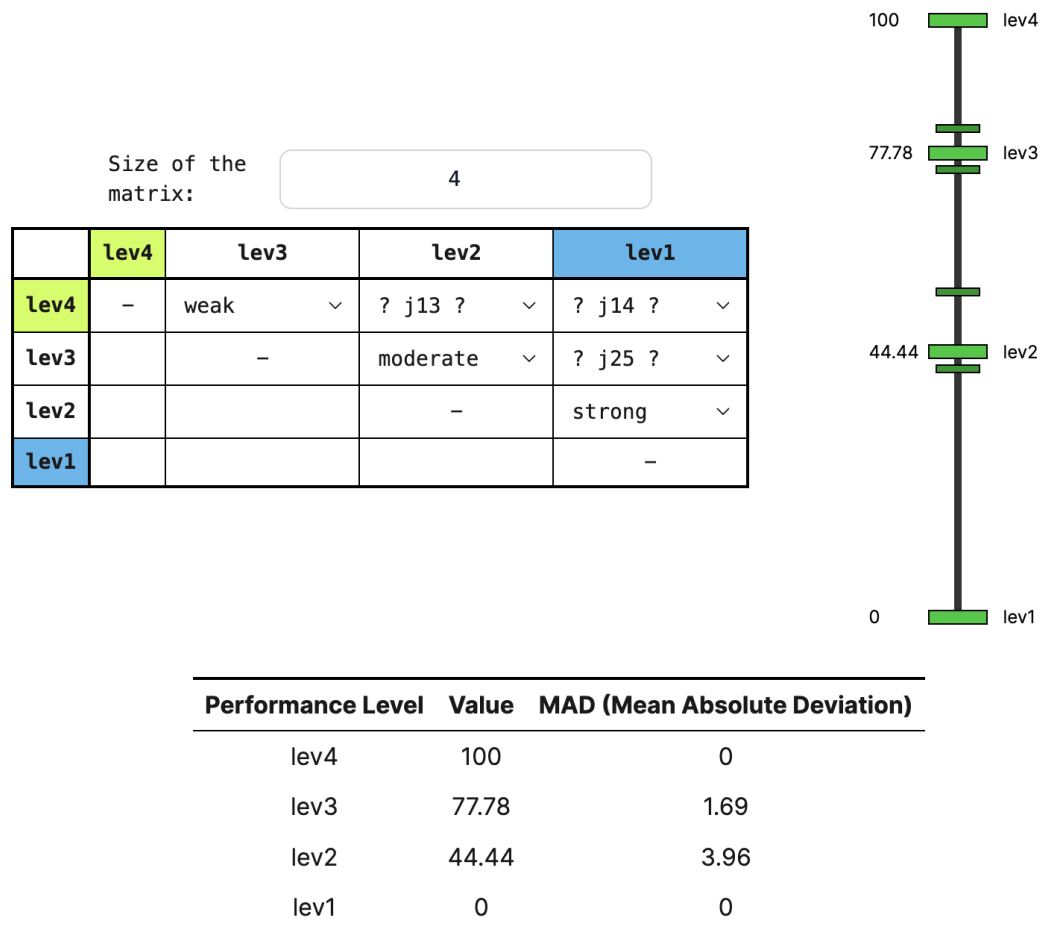 100 lev4
77.78 lev3
Size of the
matrix:
4
lev4 lev3 lev2 lev1
lev4 – weak ? j13 ? ? j14 ?
lev3 – moderate ? j25 ?
44.44 lev2
lev2 – strong
lev1 –
0 lev1
Performance Level Value MAD (Mean Absolute Deviation)
lev4 100 0
lev3 77.78 1.69
lev2 44.44 3.96
lev1 0 0